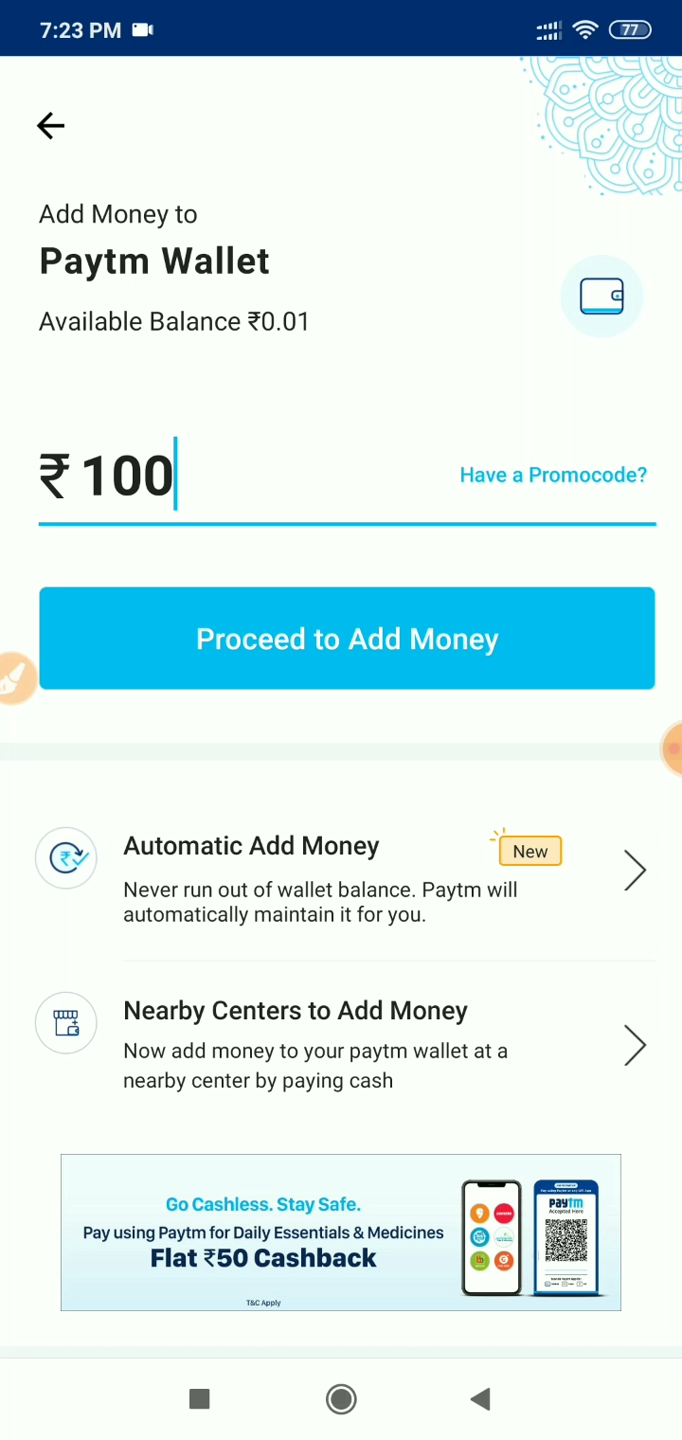 7:23 PM
77
Add Money to
Paytm Wallet
Available Balance ₹0.01
₹ 100
Have a Promocode?
Proceed to Add Money
Automatic Add Money
New
Never run out of wallet balance. Paytm will
automatically maintain it for you.
Nearby Centers to Add Money
Now add money to your paytm wallet at a
nearby center by paying cash
Go Cashless. Stay Safe.
Pay using Paytm for Daily Essentials & Medicines
Flat ₹50 Cashback
T&C Apply
paytm
Accepted Here